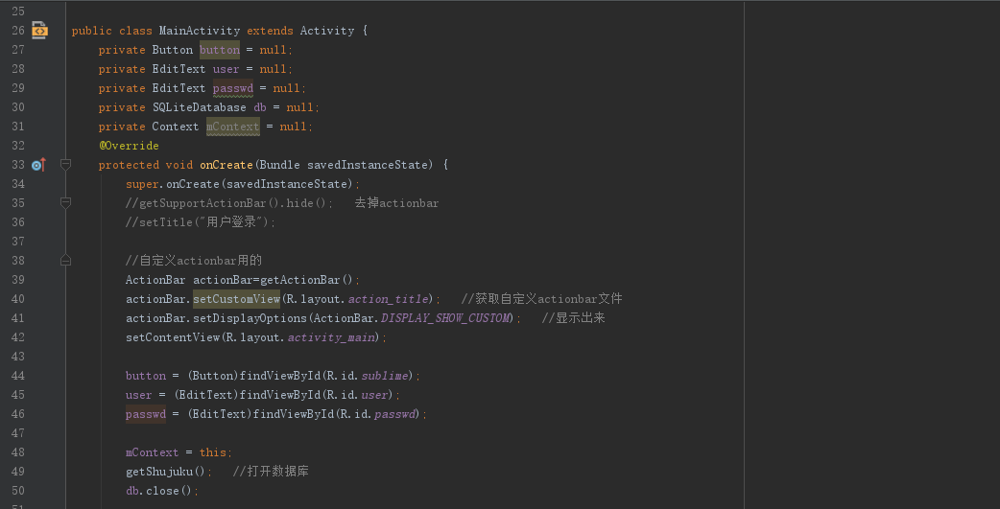 25
26 public class MainActivity extends Activity {
27 private Button button = null;
28 private EditText user = null;
29 private EditText passwd = null;
30 private SQLiteDatabase db = null;
31 private Context mContext = null;
32 @Override
33 protected void onCreate(Bundle savedInstanceState) {
34 super.onCreate(savedInstanceState);
35 //getSupportActionBar().hide(); 去掉actionbar
36 //setTitle("用户登录");
37
38 //自定义actionbar用的
39 ActionBar actionBar=getActionBar();
40 actionBar.setCustomView(R.layout.action_title); //获取自定义actionbar文件
41 actionBar.setDisplayOptions(ActionBar.DISPLAY_SHOW_CUSTOM); //显示出来
42 setContentView(R.layout.activity_main);
43
44 button = (Button)findViewById(R.id.sublime);
45 user = (EditText)findViewById(R.id.user);
46 passwd = (EditText)findViewById(R.id.passwd);
47
48 mContext = this;
49 getShujuku(); //打开数据库
50 db.close();